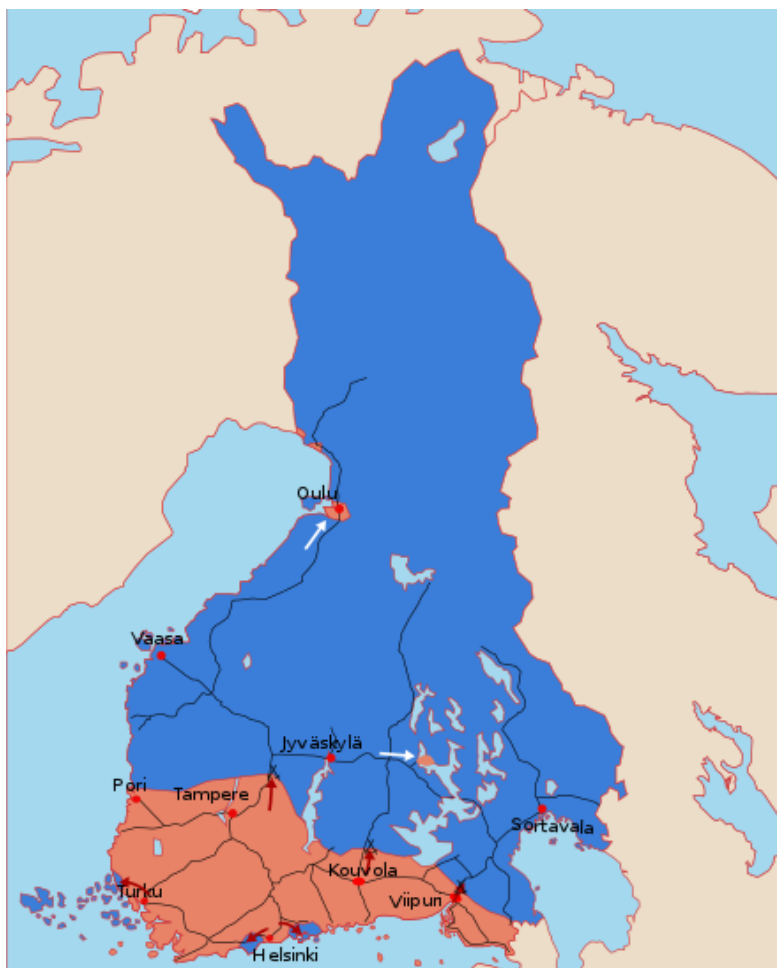 Oulu
Vaasa
Jyväskylä
Pori
Tampere
Sortavala
Kouvola
Turku
Viipuri
Helsinki